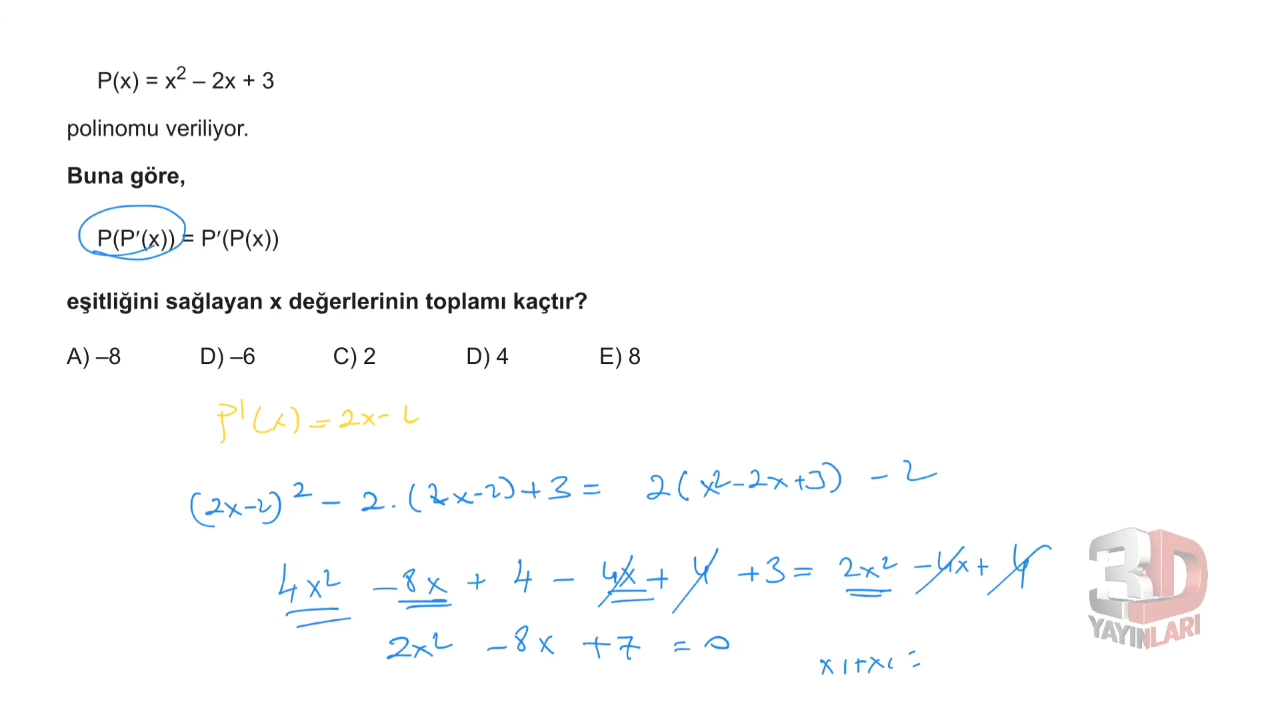 P(x) = x² – 2x + 3
polinomu veriliyor.
Buna göre,
P(P′(x)) = P′(P(x))
eşitliğini sağlayan x değerlerinin toplamı kaçtır?
A) –8 D) –6 C) 2 D) 4 E) 8
P'(x) = 2x - 2
(2x-2)² - 2.(2x-2)+3 = 2(x²-2x+3) - 2
4x² - 8x + 4 - 4x + 4 + 3 = 2x² - 4x + 4
2x² - 8x + 7 = 0
x1+x2 =
3D
YAYINLARI